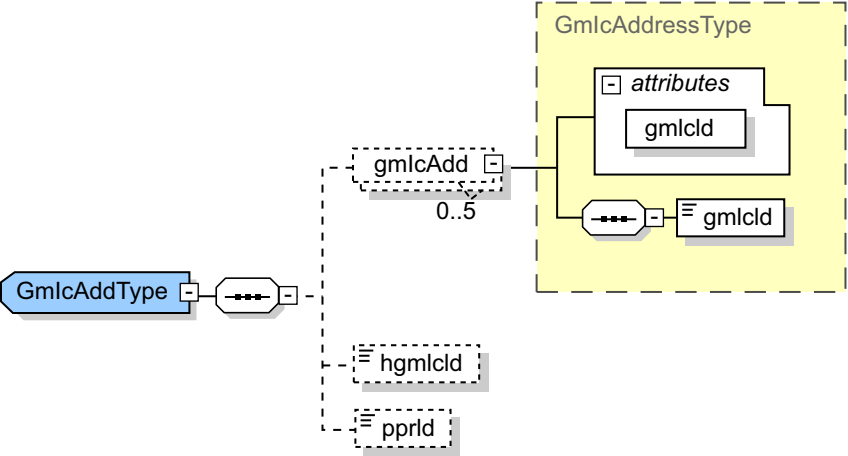 GmlcAddressType
attributes
gmlcId
gmlcAdd
0..5
gmlcId
GmlcAddType
hgmlcId
pprId